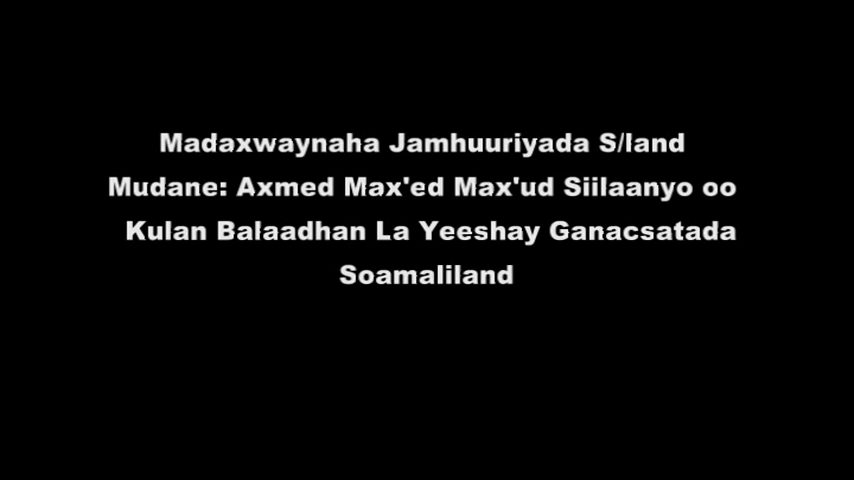 Madaxwaynaha Jamhuuriyada S/land
Mudane: Axmed Max'ed Max'ud Siilaanyo oo
Kulan Balaadhan La Yeeshay Ganacsatada
Soamaliland